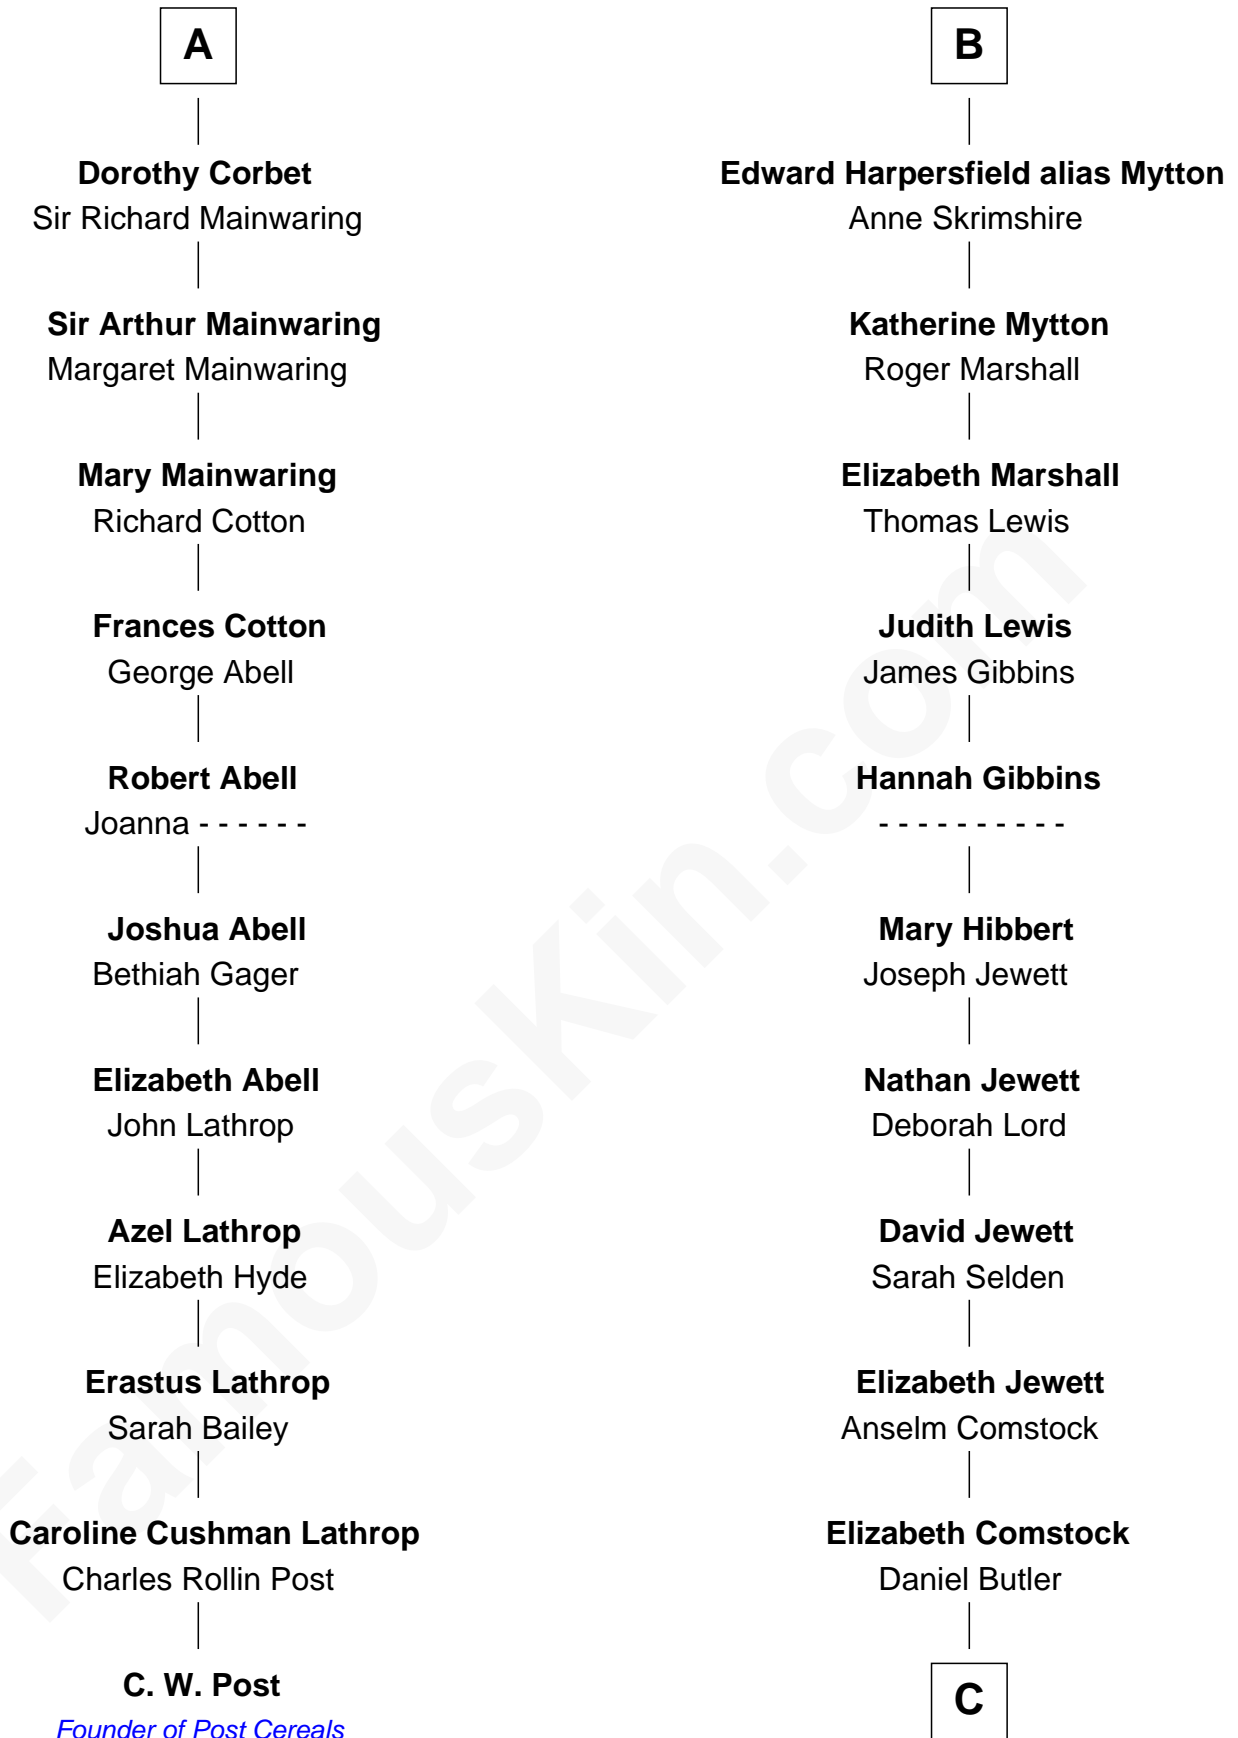 A
Dorothy Corbet
Sir Richard Mainwaring
Sir Arthur Mainwaring
Margaret Mainwaring
Mary Mainwaring
Richard Cotton
Frances Cotton
George Abell
Robert Abell
Joanna - - - - - -
Joshua Abell
Bethiah Gager
Elizabeth Abell
John Lathrop
Azel Lathrop
Elizabeth Hyde
Erastus Lathrop
Sarah Bailey
Caroline Cushman Lathrop
Charles Rollin Post
C. W. Post
Founder of Post Cereals
B
Edward Harpersfield alias Mytton
Anne Skrimshire
Katherine Mytton
Roger Marshall
Elizabeth Marshall
Thomas Lewis
Judith Lewis
James Gibbins
Hannah Gibbins
- - - - - - - - - -
Mary Hibbert
Joseph Jewett
Nathan Jewett
Deborah Lord
David Jewett
Sarah Selden
Elizabeth Jewett
Anselm Comstock
Elizabeth Comstock
Daniel Butler
C
FamousKin.com